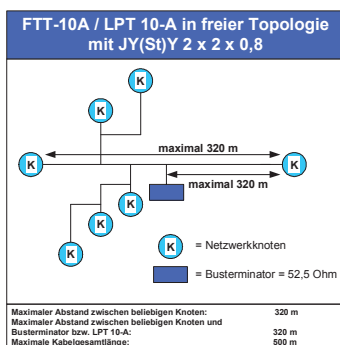 FTT-10A / LPT 10-A in freier Topologie
mit JY(St)Y 2 x 2 x 0,8
K
K
maximal 320 m
K
K
maximal 320 m
K
K
K
K = Netzwerkknoten
= Busterminator = 52,5 Ohm
Maximaler Abstand zwischen beliebigen Knoten: 320 m
Maximaler Abstand zwischen beliebigen Knoten und
Busterminator bzw. LPT 10-A: 320 m
Maximale Kabelgesamtlänge: 500 m